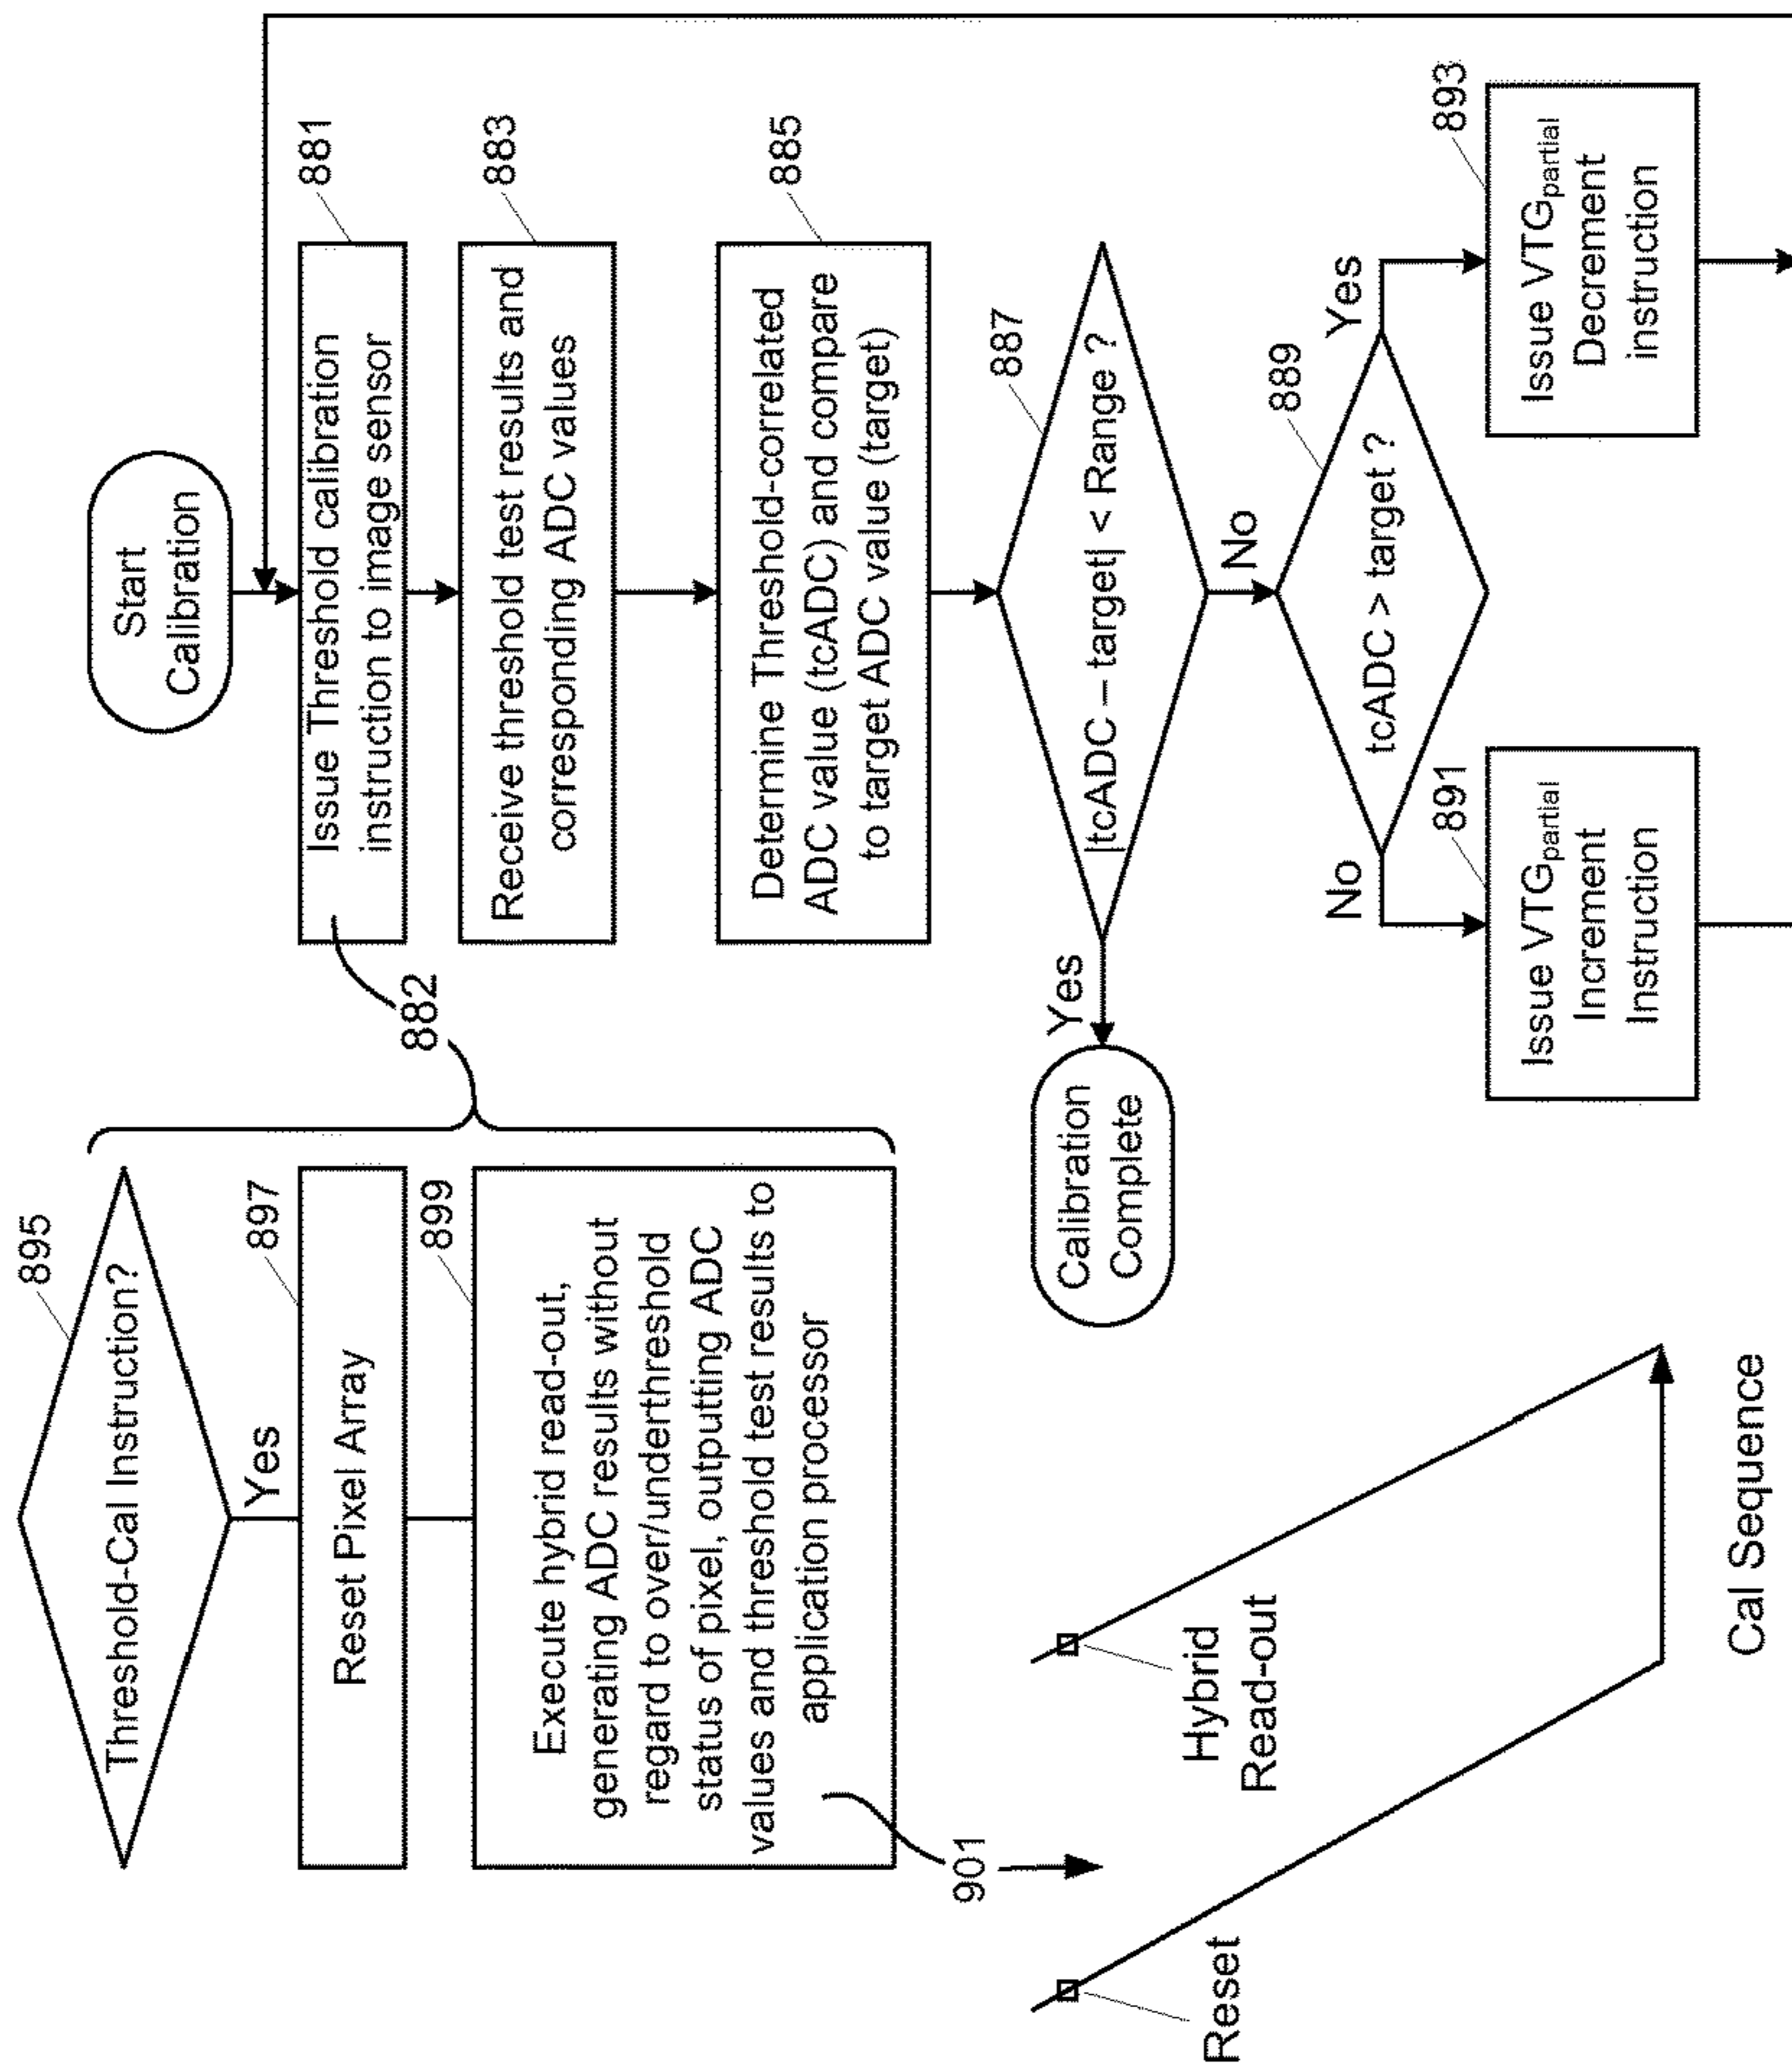 895
Threshold-Cal Instruction?
Yes
897
Reset Pixel Array
899
Execute hybrid read-out,
generating ADC results without
regard to over/underthreshold
status of pixel, outputing ADC
values and threshold test results to
application processor
882
901
Reset
Hybrid
Read-out
Cal Sequence
Start
Calibration
881
Issue Threshold calibration
instruction to image sensor
883
Receive threshold test results and
corresponding ADC values
885
Determine Threshold-correlated
ADC value (tcADC) and compare
to target ADC value (target)
887
|tcADC – target| < Range ?
Yes
Calibration
Complete
No
889
tcADC > target ?
No
Yes
891
Issue VTGpartial
Increment
Instruction
893
Issue VTGpartial
Decrement
instruction